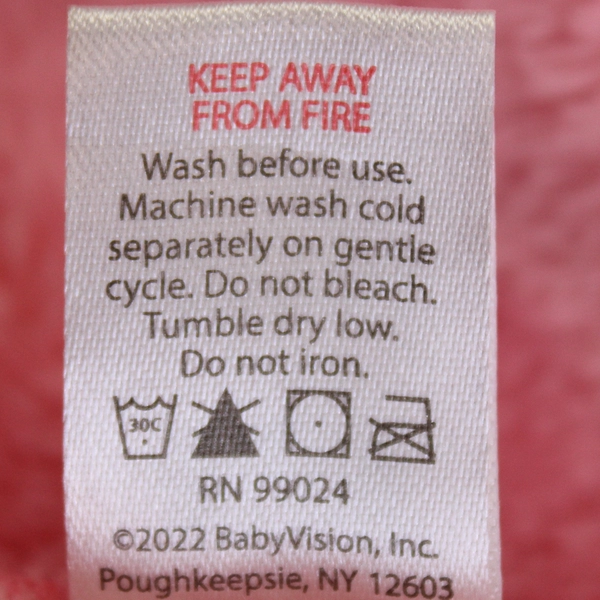 KEEP AWAY
FROM FIRE
Wash before use.
Machine wash cold
separately on gentle
cycle. Do not bleach.
Tumble dry low.
Do not iron.
30C
RN 99024
©2022 BabyVision, Inc.
Poughkeepsie, NY 12603